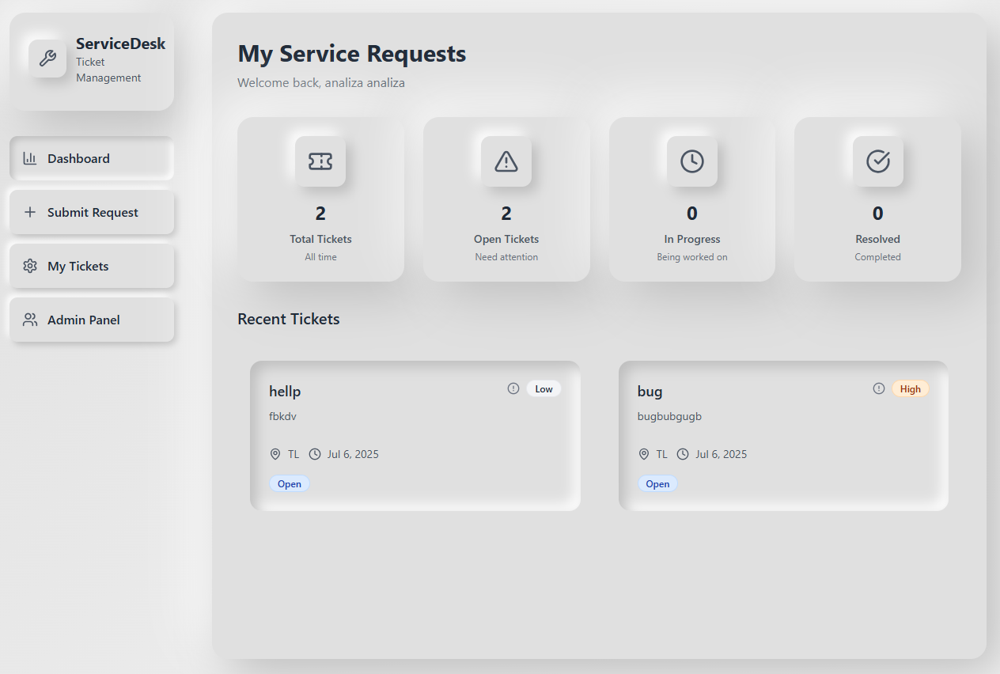 ServiceDesk
Ticket
Management
Dashboard
Submit Request
My Tickets
Admin Panel
My Service Requests
Welcome back, analiza analiza
2
Total Tickets
All time
2
Open Tickets
Need attention
0
In Progress
Being worked on
0
Resolved
Completed
Recent Tickets
hellp
Low
fbkdv
TL
Jul 6, 2025
Open
bug
High
bugbubgugb
TL
Jul 6, 2025
Open